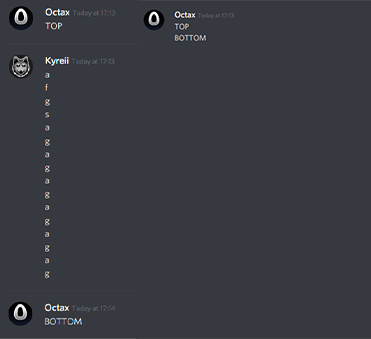 Octax Today at 17:13
TOP
Kyreii Today at 17:13
a
f
g
s
a
g
a
g
a
g
a
g
a
g
a
g
Octax Today at 17:14
BOTTOM
Octax Today at 17:13
TOP
BOTTOM